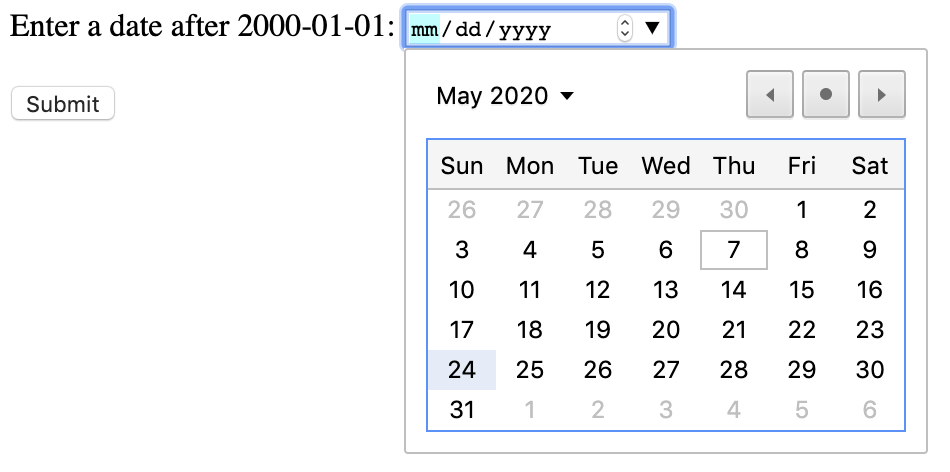 Enter a date after 2000-01-01: mm/dd/yyyy
May 2020
Submit
Sun Mon Tue Wed Thu Fri Sat
26 27 28 29 30 1 2
3 4 5 6 7 8 9
10 11 12 13 14 15 16
17 18 19 20 21 22 23
24 25 26 27 28 29 30
31 1 2 3 4 5 6